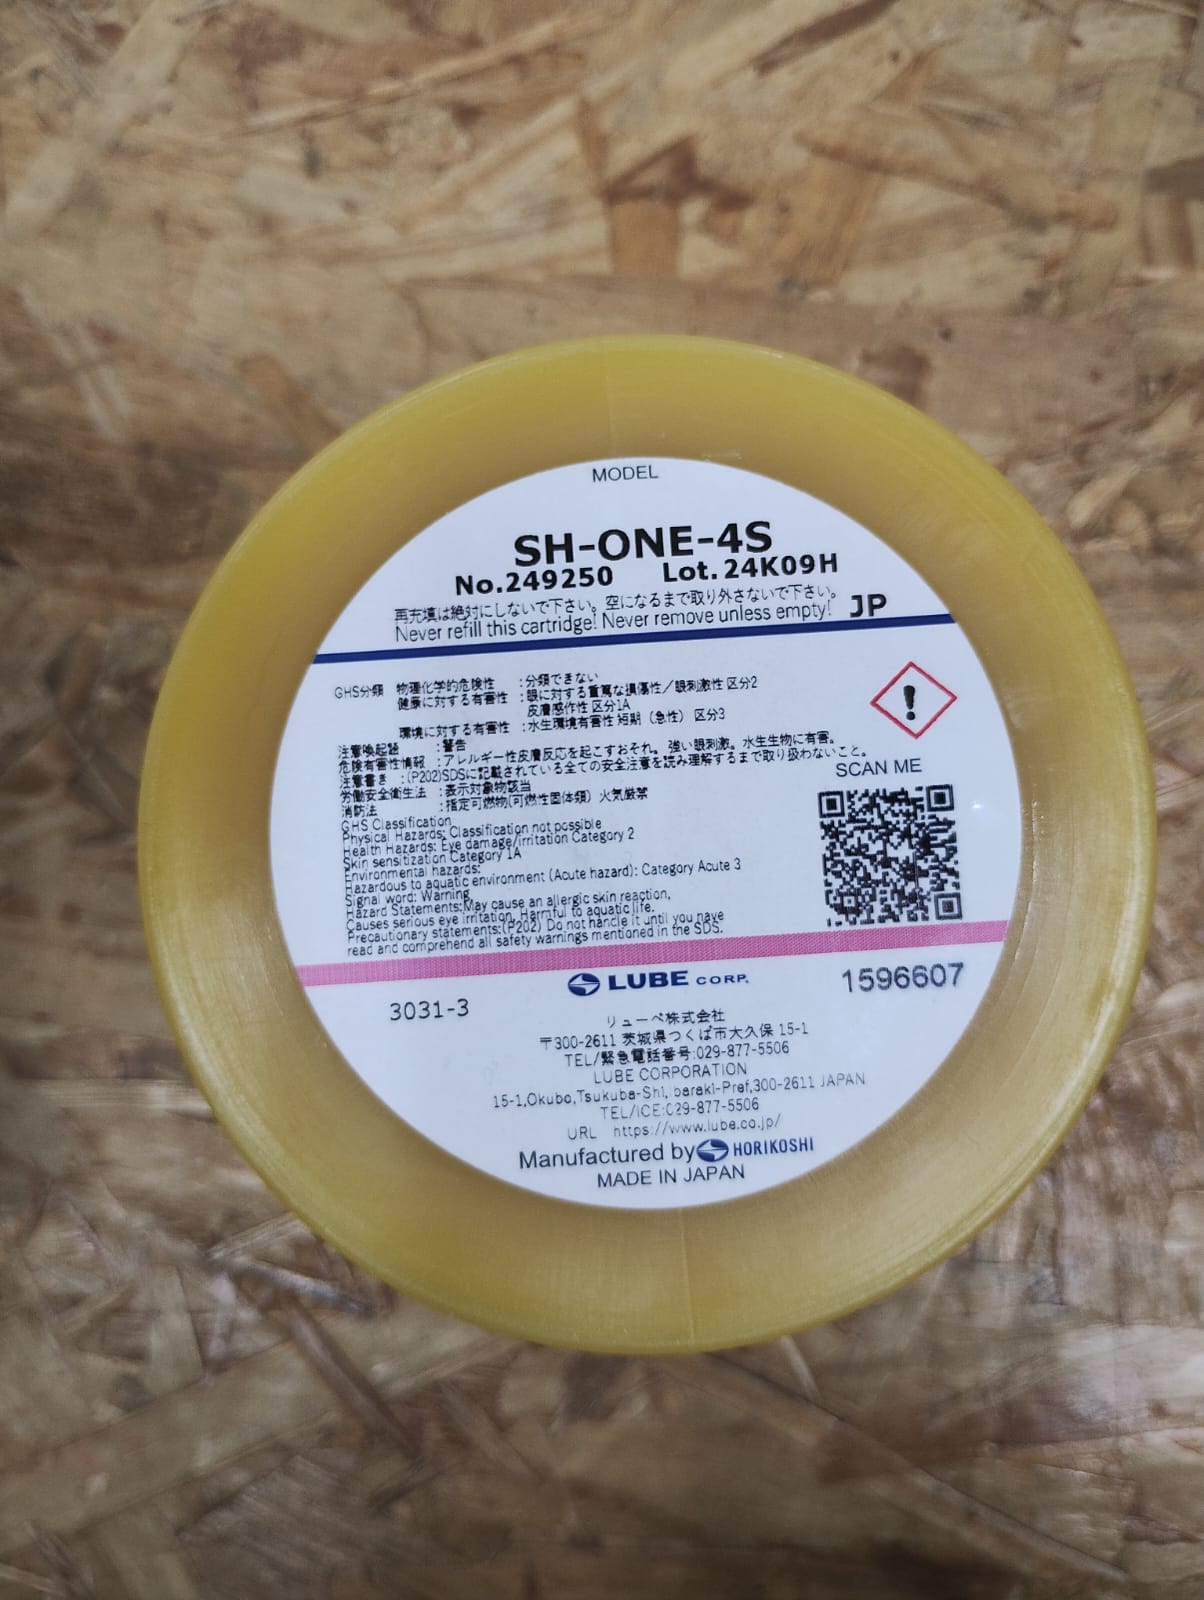 MODEL
SH-ONE-4S
No.249250 Lot.24K09H
再充填は絶対にしないで下さい。空になるまで取り外さないで下さい。
Never refill this cartridge! Never remove unless empty! JP
GHS分類 物理化学的危険性 :分類できない
健康に対する有害性 :眼に対する重篤な損傷性/眼刺激性 区分2
皮膚感作性 区分1A
環境に対する有害性 :水生環境有害性 短期(急性) 区分3
注意喚起語 :警告
危険有害性情報 :アレルギー性皮膚反応を起こすおそれ。強い眼刺激。水生生物に有害。
注意書き :(P202)SDSに記載されている全ての安全注意を読み理解するまで取り扱わないこと。
労働安全衛生法 :表示対象物該当
消防法 :指定可燃物(可燃性固体類) 火気厳禁
GHS Classification
Physical Hazards: Classification not possible
Health Hazards: Eye damage/irritation Category 2
Skin sensitization Category 1A
Environmental hazards:
Hazardous to aquatic environment (Acute hazard): Category Acute 3
Signal word: Warning
Hazard Statements:May cause an allergic skin reaction,
Causes serious eye irritation, Harmful to aquatic life.
Precautionary statements:(P202) Do not handle it until you have
read and comprehend all safety warnings mentioned in the SDS.
SCAN ME
LUBE CORP.
3031-3
1596607
リューベ株式会社
〒300-2611 茨城県つくば市大久保 15-1
TEL/緊急電話番号:029-877-5506
LUBE CORPORATION
15-1,Okubo,Tsukuba-Shi,baraki-Pref,300-2611 JAPAN
TEL/ICE:029-877-5506
URL https://www.lube.co.jp/
Manufactured by HORIKOSHI
MADE IN JAPAN